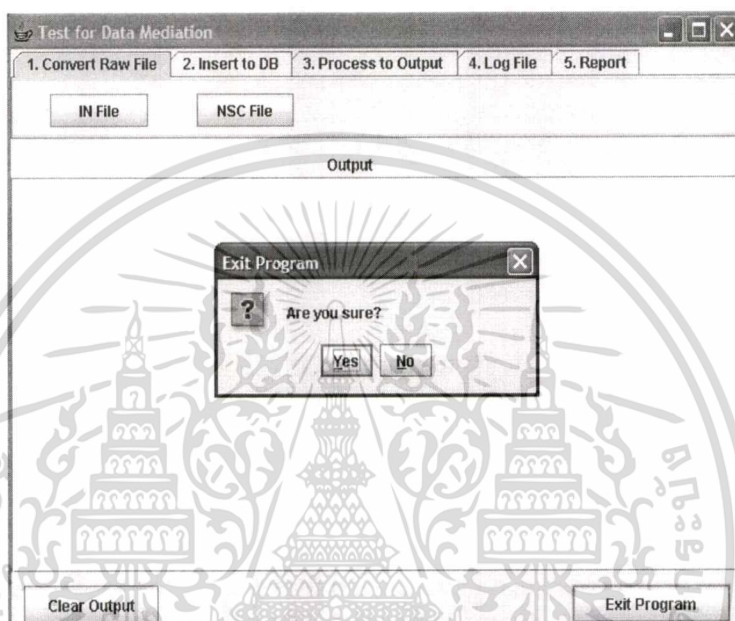 Test for Data Mediation
1. Convert Raw File 2. Insert to DB 3. Process to Output 4. Log File 5. Report
IN File NSC File
Output
Exit Program
Are you sure?
Yes No
Clear Output Exit Program